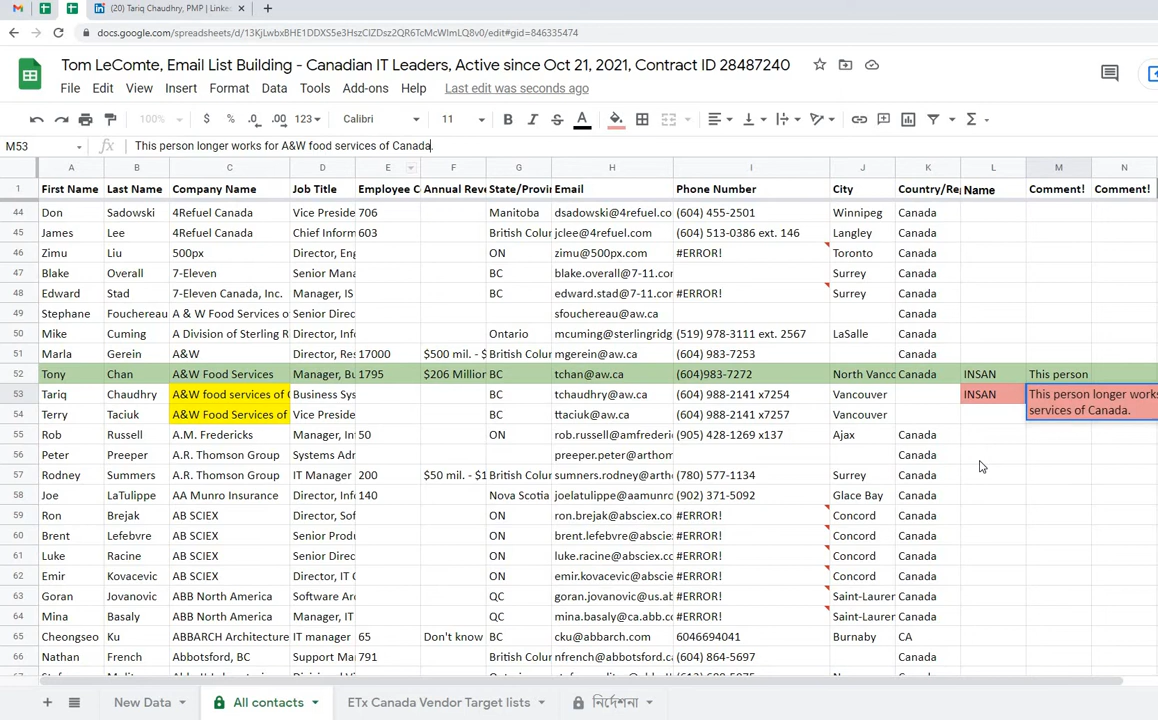 (20) Tariq Chaudhry, PMP | Linke
docs.google.com/spreadsheets/d/13KjLwbxBHE1DDXS5e3HszCIZDsz2QR6TcMcWImLQ8v0/edit#gid=846335474
Tom LeComte, Email List Building - Canadian IT Leaders, Active since Oct 21, 2021, Contract ID 28487240
File Edit View Insert Format Data Tools Add-ons Help Last edit was seconds ago
100% $ % .0 .00 123 Calibri 11 B I S A
M53 fx This person longer works for A&W food services of Canada.
A B C D E F G H I J K L M N
1 First Name Last Name Company Name Job Title Employee C Annual Reve State/Provi Email Phone Number City Country/Re Name Comment! Comment!
44 Don Sadowski 4Refuel Canada Vice Preside 706 Manitoba dsadowski@4refuel.co (604) 455-2501 Winnipeg Canada
45 James Lee 4Refuel Canada Chief Inform 603 British Colur jclee@4refuel.com (604) 513-0386 ext. 146 Langley Canada
46 Zimu Liu 500px Director, Eng ON zimu@500px.com #ERROR! Toronto Canada
47 Blake Overall 7-Eleven Senior Mana BC blake.overall@7-11.com Surrey Canada
48 Edward Stad 7-Eleven Canada, Inc. Manager, IS BC edward.stad@7-11.com #ERROR! Surrey Canada
49 Stephane Fouchereau A & W Food Services o sfouchereau@aw.ca Canada
50 Mike Cuming A Division of Sterling R Director, Info Ontario mcuming@sterlingridg (519) 978-3111 ext. 2567 LaSalle Canada
51 Marla Gerein A&W Director, Res 17000 $500 mil. - $ British Colur mgerein@aw.ca (604) 983-7253 Canada
52 Tony Chan A&W Food Services Manager, Bu 1795 $206 Million BC tchan@aw.ca (604)983-7272 North Vanco Canada INSAN This person
53 Tariq Chaudhry A&W food services of C Business Sys BC tchaudhry@aw.ca (604) 988-2141 x7254 Vancouver INSAN This person longer works
services of Canada.
54 Terry Taciuk A&W Food Services of Director, Sys BC ttaciuk@aw.ca (604) 988-2141 x7257 Vancouver
55 Rob Russell A.M. Fredericks Manager, In 50 ON rob.russell@amfrederi (905) 428-1269 x137 Ajax Canada
56 Peter Preeper A.R. Thomson Group Systems Adr preeper.peter@arthom Canada
57 Rodney Summers A.R. Thomson Group IT Manager 200 $50 mil. - $1 British Colur sumners.rodney@arth (780) 577-1134 Surrey Canada
58 Joe LaTulippe AA Munro Insurance Director, Info 140 Nova Scotia joelatulippe@aamunro (902) 371-5092 Glace Bay Canada
59 Ron Brejak AB SCIEX Director, Sof ON ron.brejak@absciex.co #ERROR! Concord Canada
60 Brent Lefebvre AB SCIEX Senior Produ ON brent.lefebvre@absciex #ERROR! Concord Canada
61 Luke Racine AB SCIEX Senior Direc ON luke.racine@absciex.co #ERROR! Concord Canada
62 Emir Kovacevic AB SCIEX Director, IT C ON emir.kovacevic@abscie #ERROR! Concord Canada
63 Goran Jovanovic ABB North America Software Arc QC goran.jovanovic@us.ab #ERROR! Saint-Laurer Canada
64 Mina Basaly ABB North America Manager, IT QC mina.basaly@ca.abb.c #ERROR! Saint-Laurer Canada
65 Cheongseo Ku ABBARCH Architecture IT manager 65 Don't know BC cku@abbarch.com 6046694041 Burnaby CA
66 Nathan French Abbotsford, BC Support Ma 791 British Colur nfrench@abbotsford.ca (604) 864-5697 Canada
New Data All contacts ETx Canada Vendor Target lists নির্দেশনা